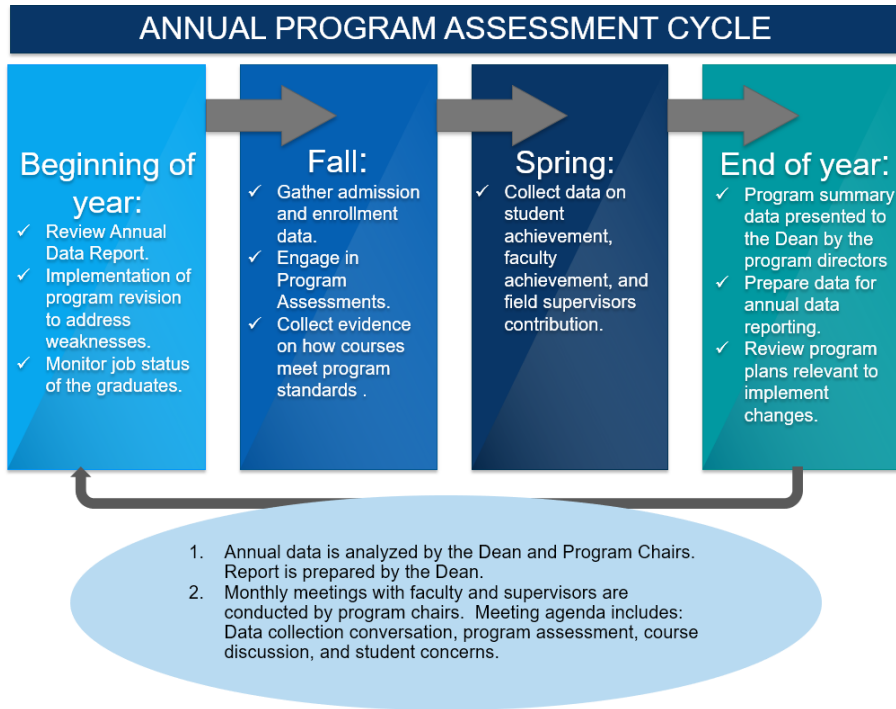 ANNUAL PROGRAM ASSESSMENT CYCLE
Beginning of
year:
✓ Review Annual
Data Report.
✓ Implementation of
program revision
to address
weaknesses.
✓ Monitor job status
of the graduates.
Fall:
✓ Gather admission
and enrollment
data.
✓ Engage in
Program
Assessments.
✓ Collect evidence
on how courses
meet program
standards .
Spring:
✓ Collect data on
student
achievement,
faculty
achievement, and
field supervisors
contribution.
End of year:
✓ Program summary
data presented to
the Dean by the
program directors
✓ Prepare data for
annual data
reporting.
✓ Review program
plans relevant to
implement
changes.
1. Annual data is analyzed by the Dean and Program Chairs.
Report is prepared by the Dean.
2. Monthly meetings with faculty and supervisors are
conducted by program chairs.  Meeting agenda includes:
Data collection conversation, program assessment, course
discussion, and student concerns.